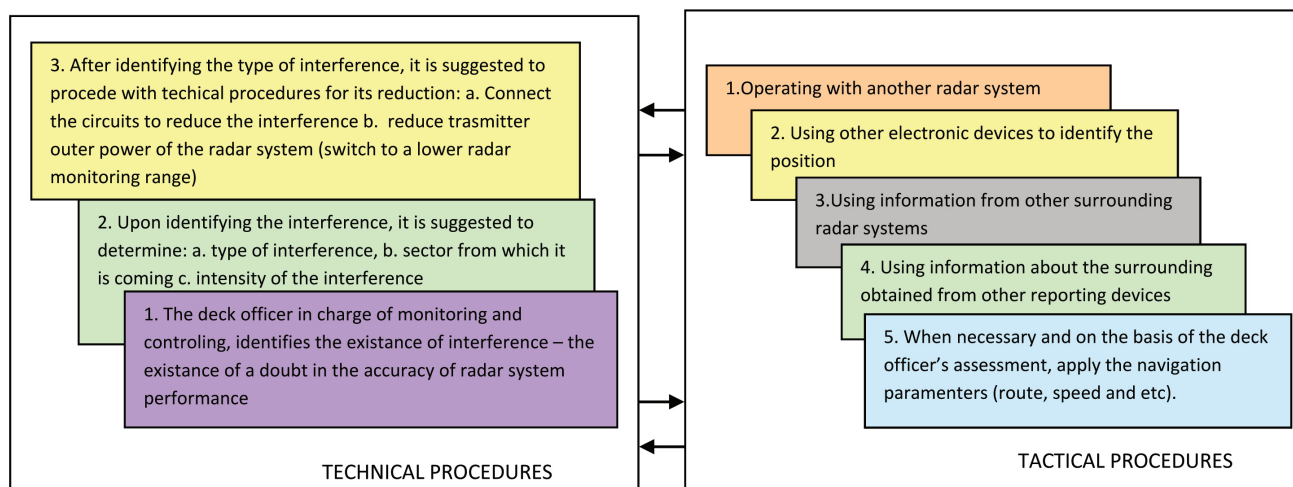 3. After identifying the type of interference, it is suggested to
procede with techical procedures for its reduction: a. Connect
the circuits to reduce the interference b. reduce trasmitter
outer power of the radar system (switch to a lower radar
monitoring range)
2. Upon identifying the interference, it is suggested to
determine: a. type of interference, b. sector from which it
is coming c. intensity of the interference
1. The deck officer in charge of monitoring and
controling, identifies the existance of interference – the
existance of a doubt in the accuracy of radar system
performance
TECHNICAL PROCEDURES
1.Operating with another radar system
2. Using other electronic devices to identify the
position
3.Using information from other surrounding
radar systems
4. Using information about the surrounding
obtained from other reporting devices
5. When necessary and on the basis of the deck
officer’s assessment, apply the navigation
paramenters (route, speed and etc).
TACTICAL PROCEDURES